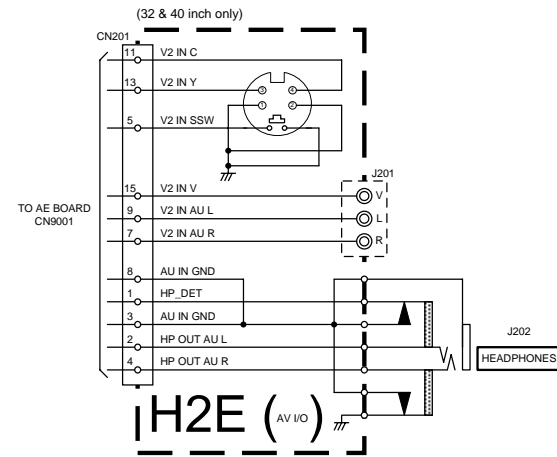 (32 & 40 inch only)
CN201
11 V2 IN C
13 V2 IN Y
3 4
1 2
5 V2 IN SSW
J201
15 V2 IN V V
TO AE BOARD
CN9001
9 V2 IN AU L L
7 V2 IN AU R R
8 AU IN GND
1 HP_DET
3 AU IN GND
J202
2 HP OUT AU L
HEADPHONES
4 HP OUT AU R
H2E (AV I/O)